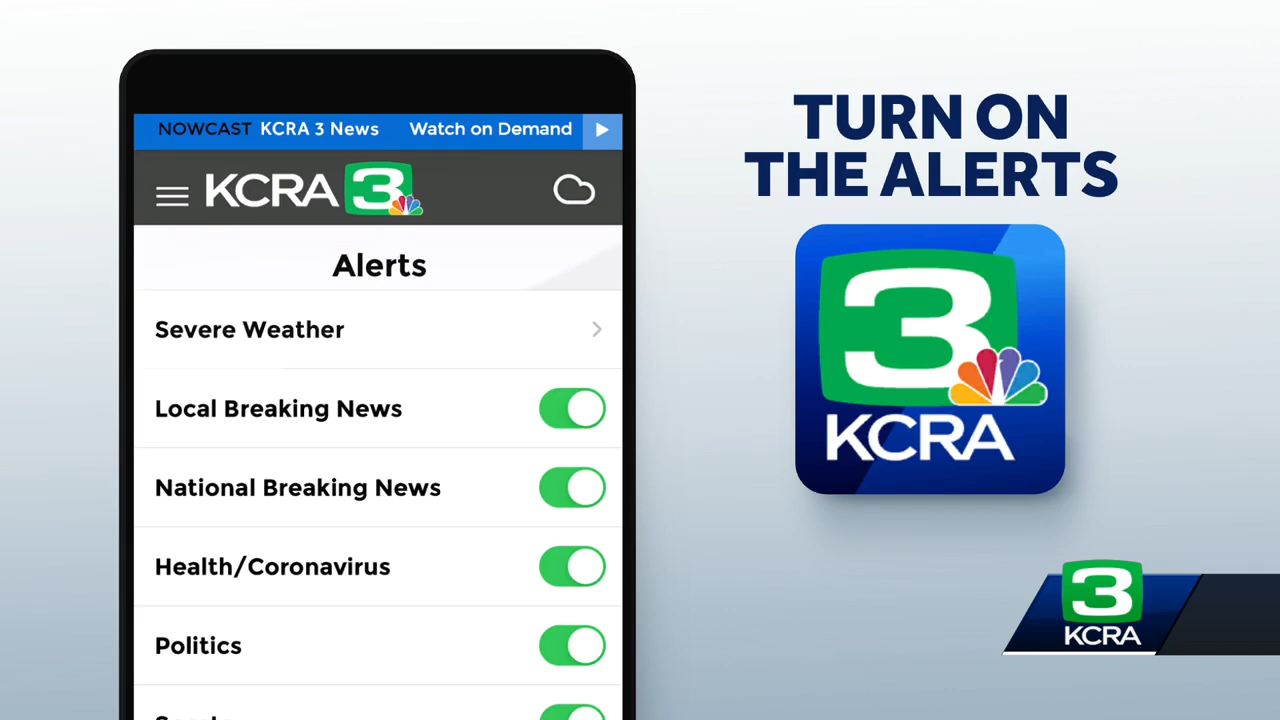 NOWCAST KCRA 3 News Watch on Demand
KCRA 3
Alerts
Severe Weather
Local Breaking News
National Breaking News
Health/Coronavirus
Politics
TURN ON
THE ALERTS
3
KCRA
3
KCRA